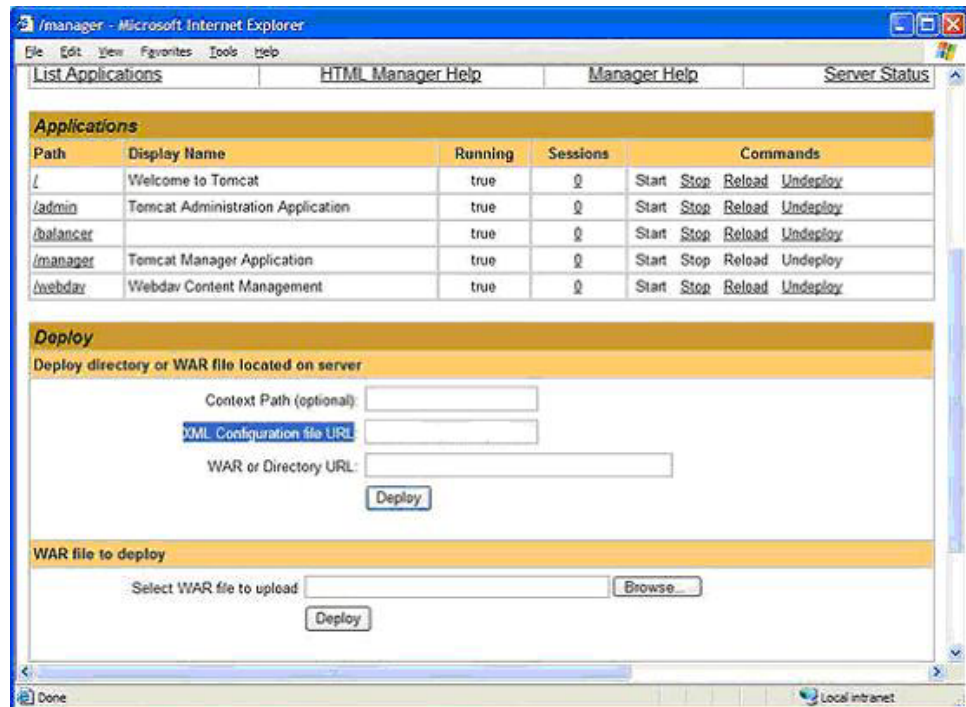 /manager - Microsoft Internet Explorer
File Edit View Favorites Tools Help
List Applications HTML Manager Help Manager Help Server Status
Applications
Path Display Name Running Sessions Commands
/ Welcome to Tomcat true 0 Start Stop Reload Undeploy
/admin Tomcat Administration Application true 0 Start Stop Reload Undeploy
/balancer true 0 Start Stop Reload Undeploy
/manager Tomcat Manager Application true 0 Start Stop Reload Undeploy
/webdav Webdav Content Management true 0 Start Stop Reload Undeploy
Deploy
Deploy directory or WAR file located on server
Context Path (optional):
XML Configuration file URL:
WAR or Directory URL:
Deploy
WAR file to deploy
Select WAR file to upload Browse...
Deploy
Done Local intranet